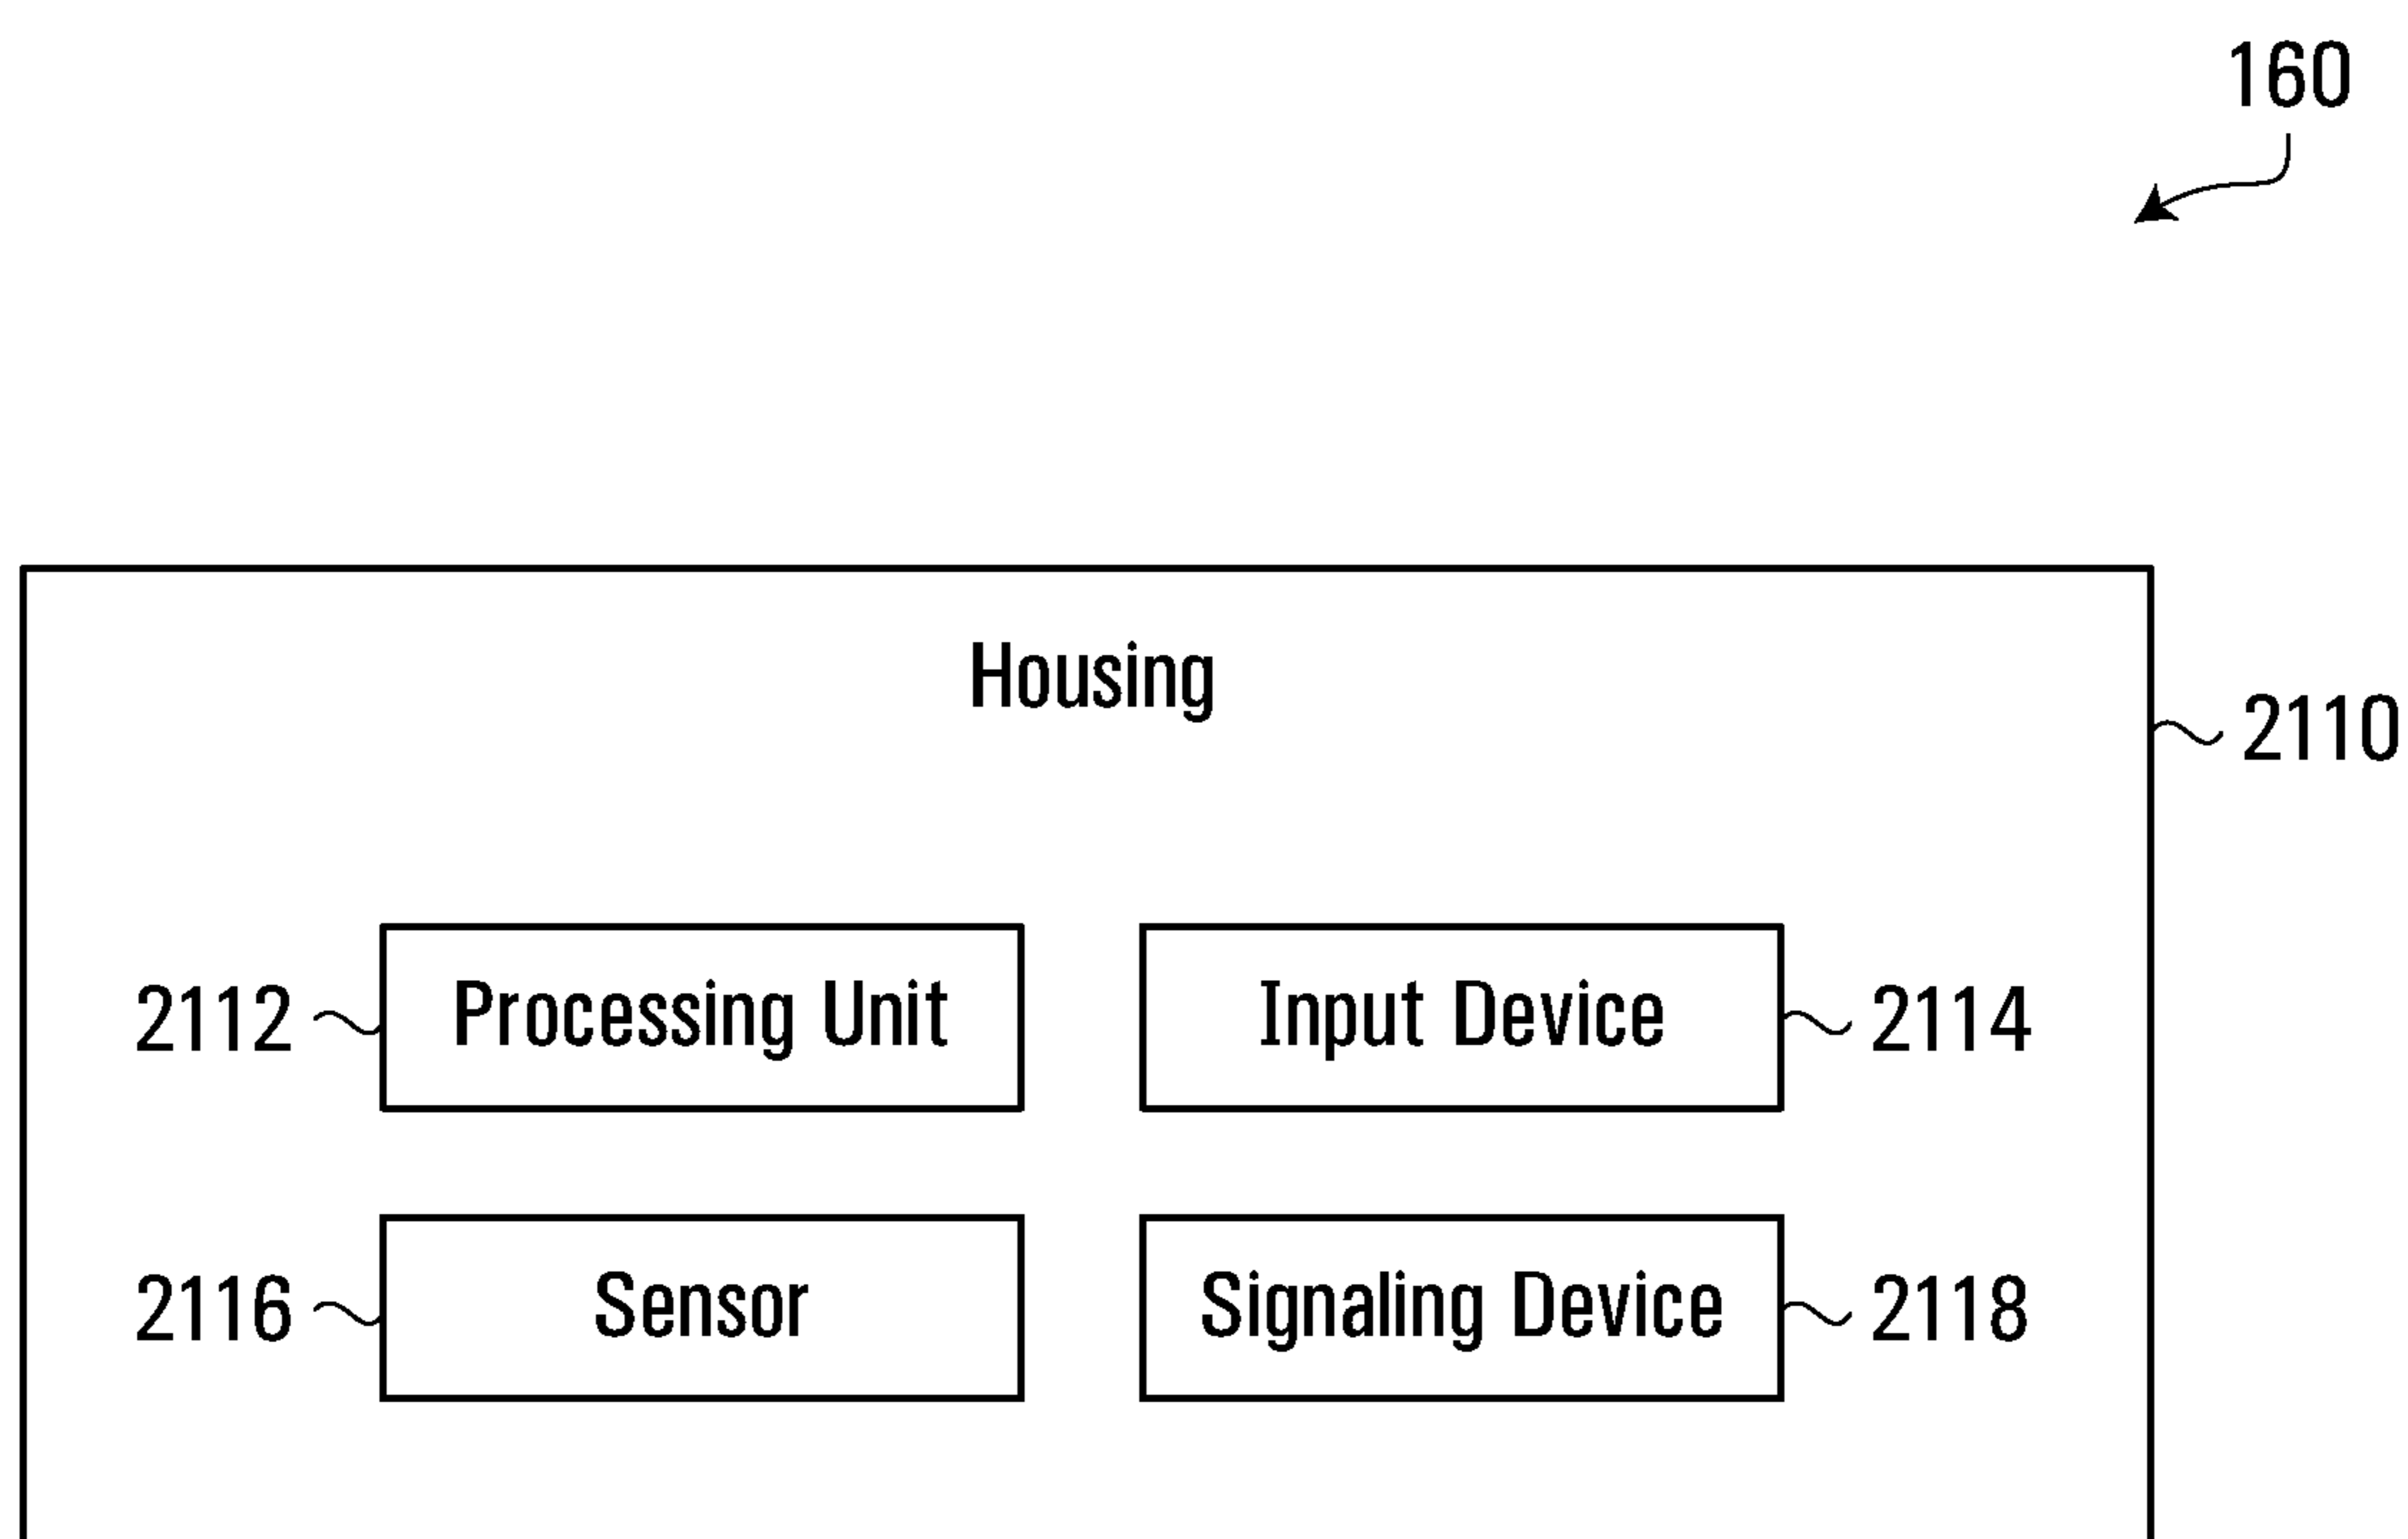 160
Housing
2110
2112 Processing Unit Input Device 2114
2116 Sensor Signaling Device 2118